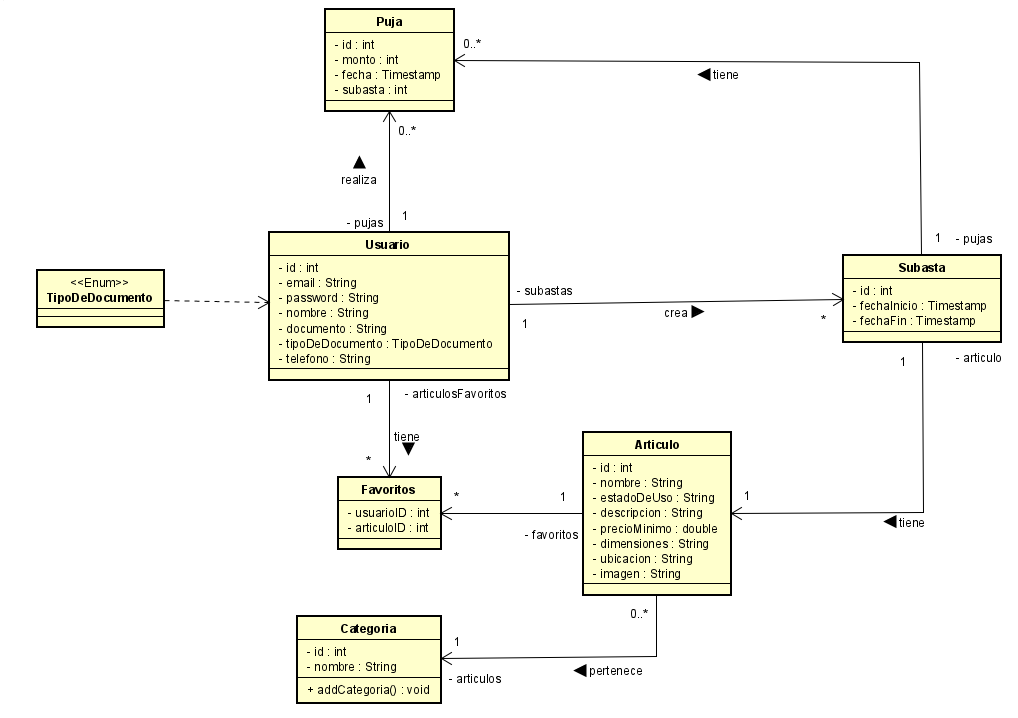 Puja
- id : int
- monto : int
- fecha : Timestamp
- subasta : int
0..*
tiene
0..*
realiza
- pujas
1
1
- pujas
Usuario
- id : int
- email : String
- password : String
- nombre : String
- documento : String
- tipoDeDocumento : TipoDeDocumento
- telefono : String
<<Enum>>
TipoDeDocumento
- subastas
1
crea
*
Subasta
- id : int
- fechaInicio : Timestamp
- fechaFin : Timestamp
1
- articulo
1
- articulosFavoritos
tiene
*
Favoritos
- usuarioID : int
- articuloID : int
*
1
- favoritos
Articulo
- id : int
- nombre : String
- estadoDeUso : String
- descripcion : String
- precioMinimo : double
- dimensiones : String
- ubicacion : String
- imagen : String
1
tiene
0..*
Categoria
- id : int
- nombre : String
+ addCategoria() : void
1
- articulos
pertenece